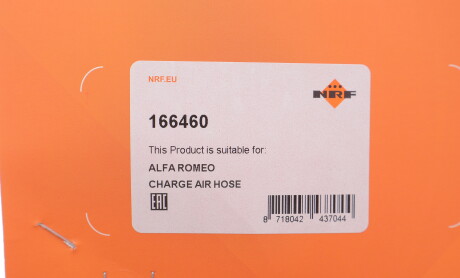 NRF.EU
NRF
166460
This Product is suitable for:
ALFA ROMEO
CHARGE AIR HOSE
EAC
8 718042 437044